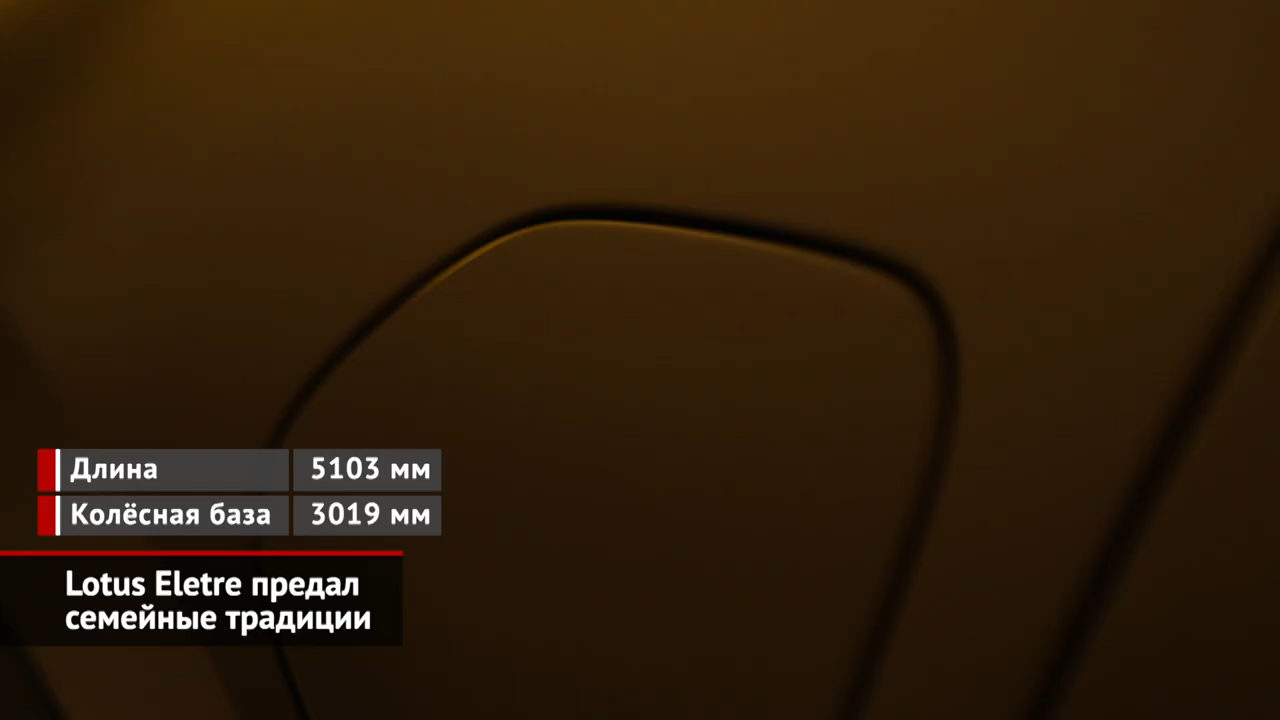 Длина 5103 мм
Колёсная база 3019 мм
Lotus Eletre предал
семейные традиции